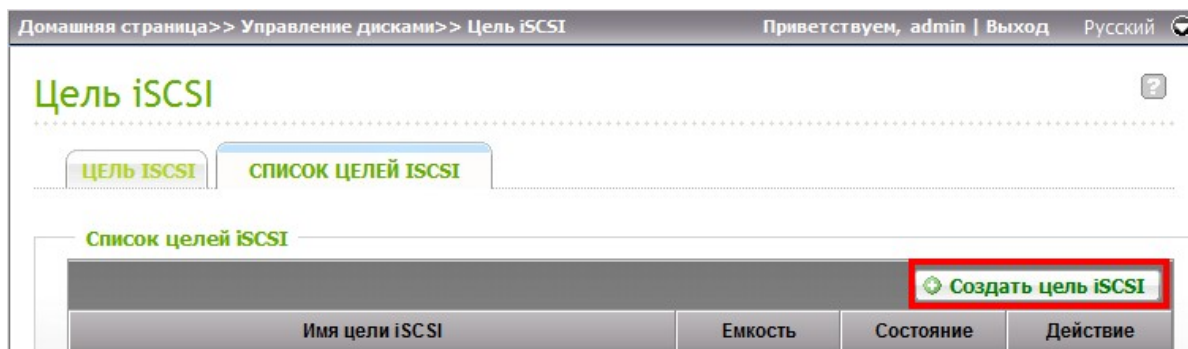 Домашняя страница>> Управление дисками>> Цель iSCSI Приветствуем, admin | Выход Русский
Цель iSCSI ?
ЦЕЛЬ ISCSI СПИСОК ЦЕЛЕЙ ISCSI
Список целей iSCSI
Создать цель iSCSI
Имя цели iSCSI Емкость Состояние Действие